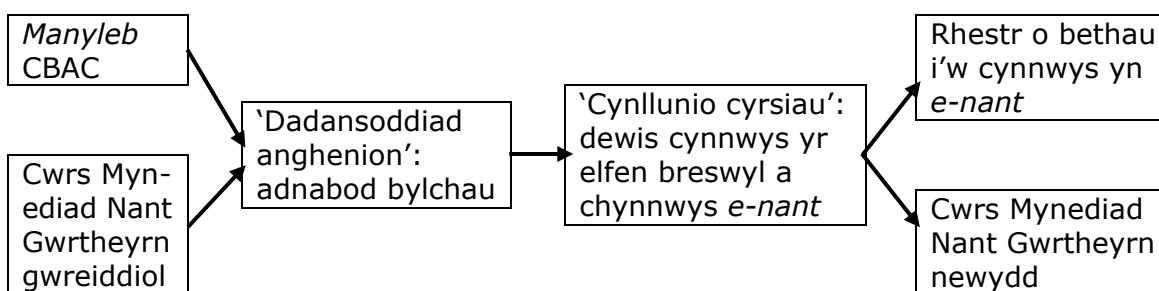 Manyleb
CBAC
Cwrs Myn-
ediad Nant
Gwrtheyrn
gwreiddiol
‘Dadansoddiad
anghenion’:
adnabod bylchau
‘Cynllunio cyrsiau’:
dewis cynnwys yr
elfen breswyl a
chynnwys e-nant
Rhestr o bethau
i’w cynnwys yn
e-nant
Cwrs Mynediad
Nant Gwrtheyrn
newydd